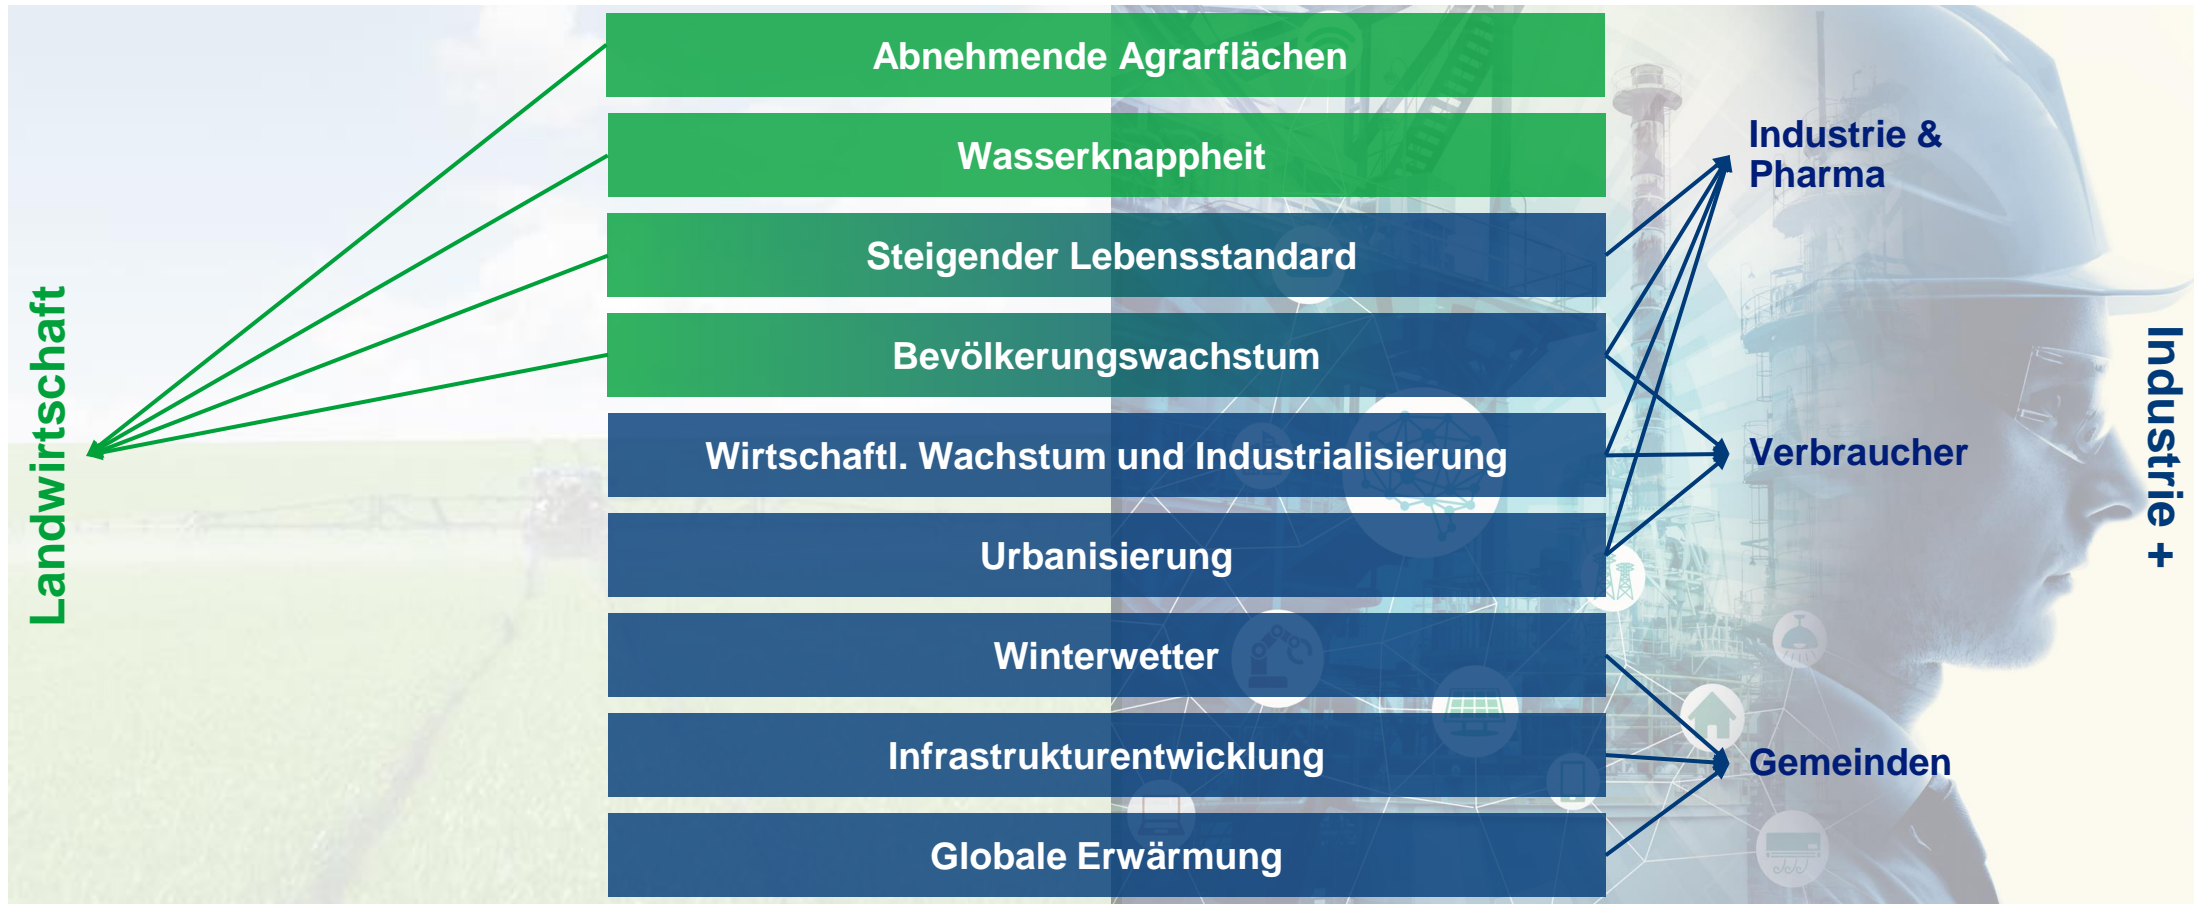 Landwirtschaft
Abnehmende Agrarflächen
Wasserknappheit
Steigender Lebensstandard
Bevölkerungswachstum
Wirtschaftl. Wachstum und Industrialisierung
Urbanisierung
Winterwetter
Infrastrukturentwicklung
Globale Erwärmung
Industrie &
Pharma
Verbraucher
Gemeinden
Industrie +